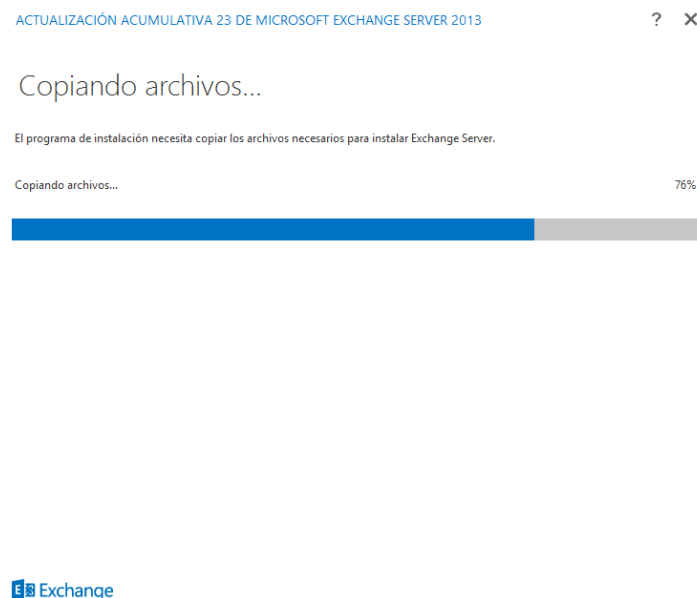 ACTUALIZACIÓN ACUMULATIVA 23 DE MICROSOFT EXCHANGE SERVER 2013 ? X
Copiando archivos...
El programa de instalación necesita copiar los archivos necesarios para instalar Exchange Server.
Copiando archivos... 76%
Exchange